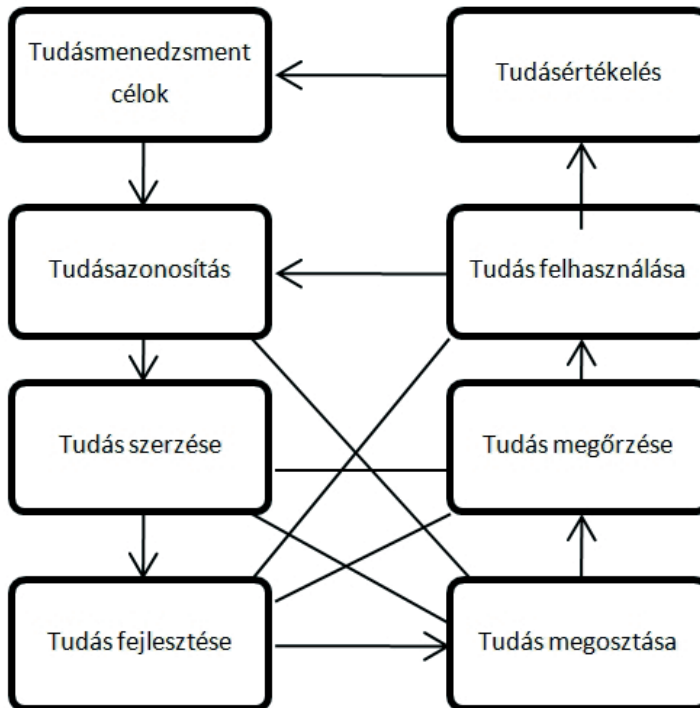 Tudásmenedzsment
célok
Tudásértékelés
Tudásazonosítás
Tudás felhasználása
Tudás szerzése
Tudás megőrzése
Tudás fejlesztése
Tudás megosztása